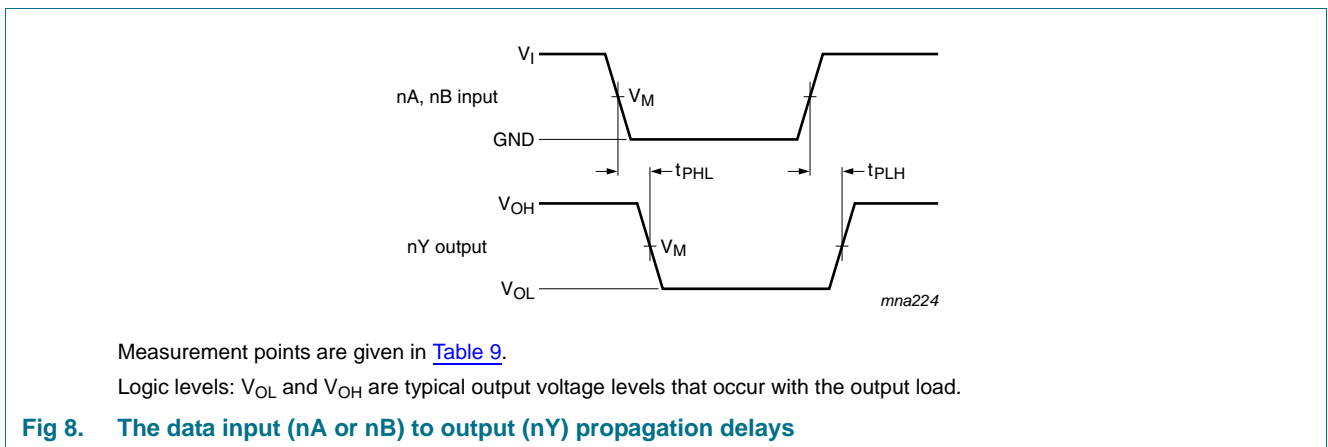 V_I
nA, nB input
V_M
GND
t_PHL
t_PLH
V_OH
nY output
V_M
V_OL
mna224
Measurement points are given in Table 9.
Logic levels: V_OL and V_OH are typical output voltage levels that occur with the output load.
Fig 8. The data input (nA or nB) to output (nY) propagation delays